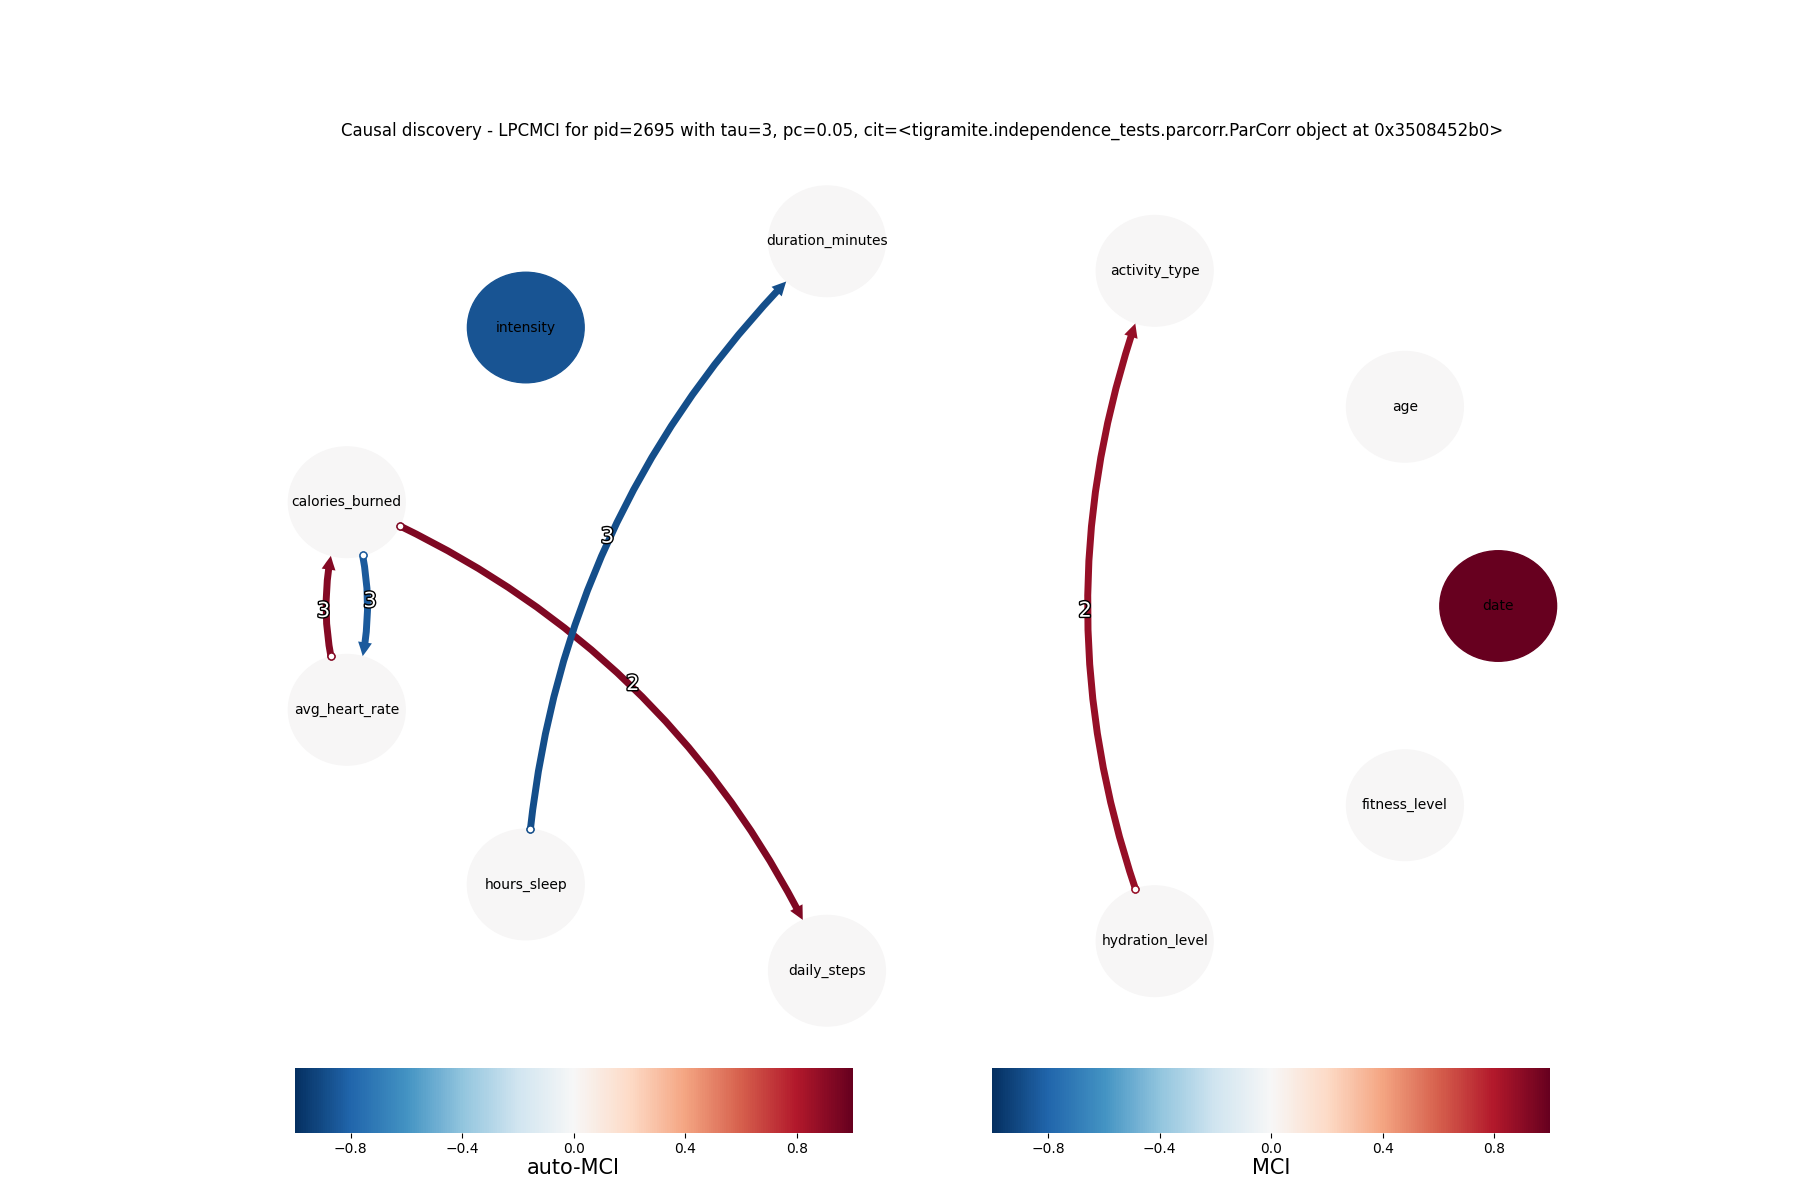 Causal discovery - LPCMCI for pid=2695 with tau=3, pc=0.05, cit=<tigramite.independence_tests.parcorr.ParCorr object at 0x3508452b0>
duration_minutes
activity_type
intensity
age
calories_burned
3
3
3
2
2
date
avg_heart_rate
fitness_level
hours_sleep
hydration_level
daily_steps
−0.8 −0.4 0.0 0.4 0.8
auto-MCI
−0.8 −0.4 0.0 0.4 0.8
MCI